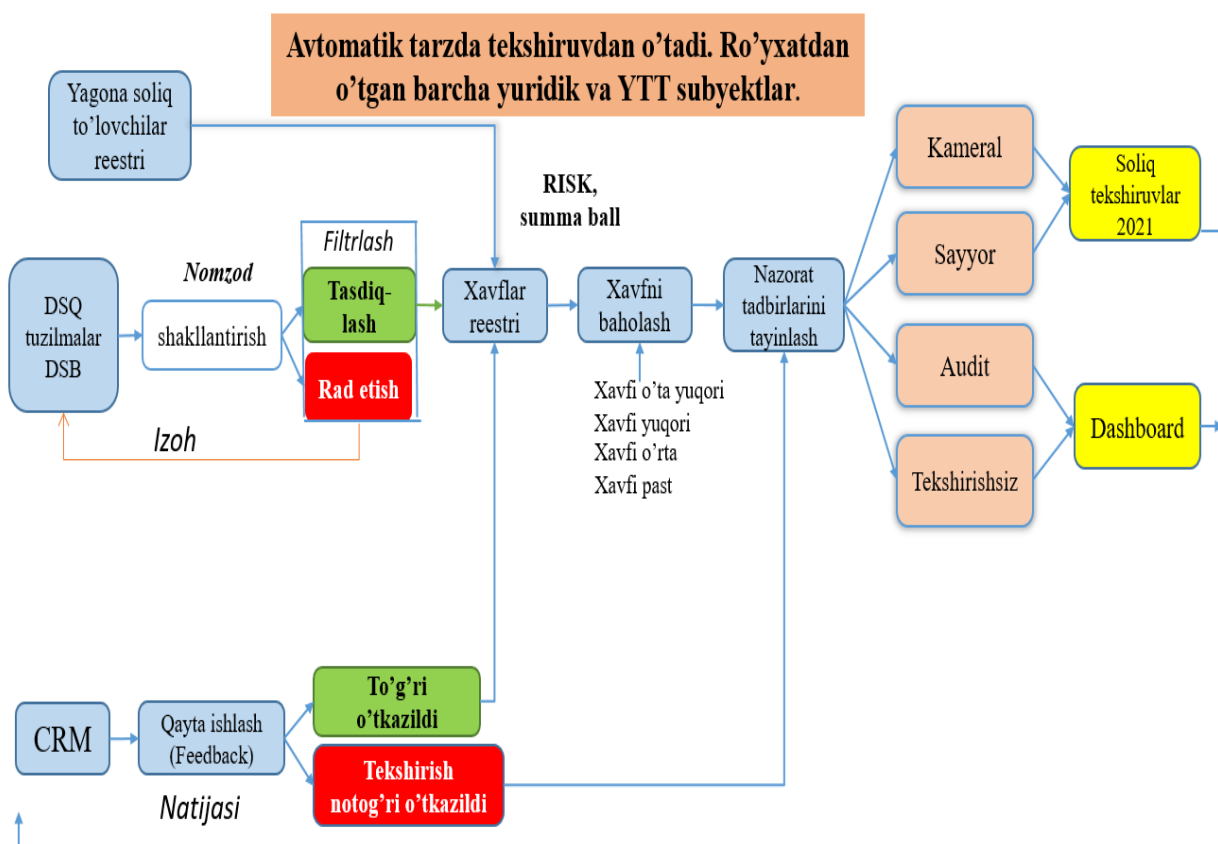 Avtomatik tarzda tekshiruvdan o’tadi. Ro’yxatdan
o’tgan barcha yuridik va YTT subyektlar.
Yagona soliq
to’lovchilar
reestri
RISK,
summa ball
Kameral
Soliq
tekshiruvlar
2021
Sayyor
Nomzod
Filtrlash
DSQ
tuzilmalar
DSB
shakllantirish
Tasdiq-
lash
Rad etish
Izoh
Xavflar
reestri
Xavfni
baholash
Nazorat
tadbirlarini
tayinlash
Xavfi o’ta yuqori
Xavfi yuqori
Xavfi o’rta
Xavfi past
Audit
Dashboard
Tekshirishsiz
CRM
Qayta ishlash
(Feedback)
Natijasi
To’g’ri
o’tkazildi
Tekshirish
notog’ri o’tkazildi